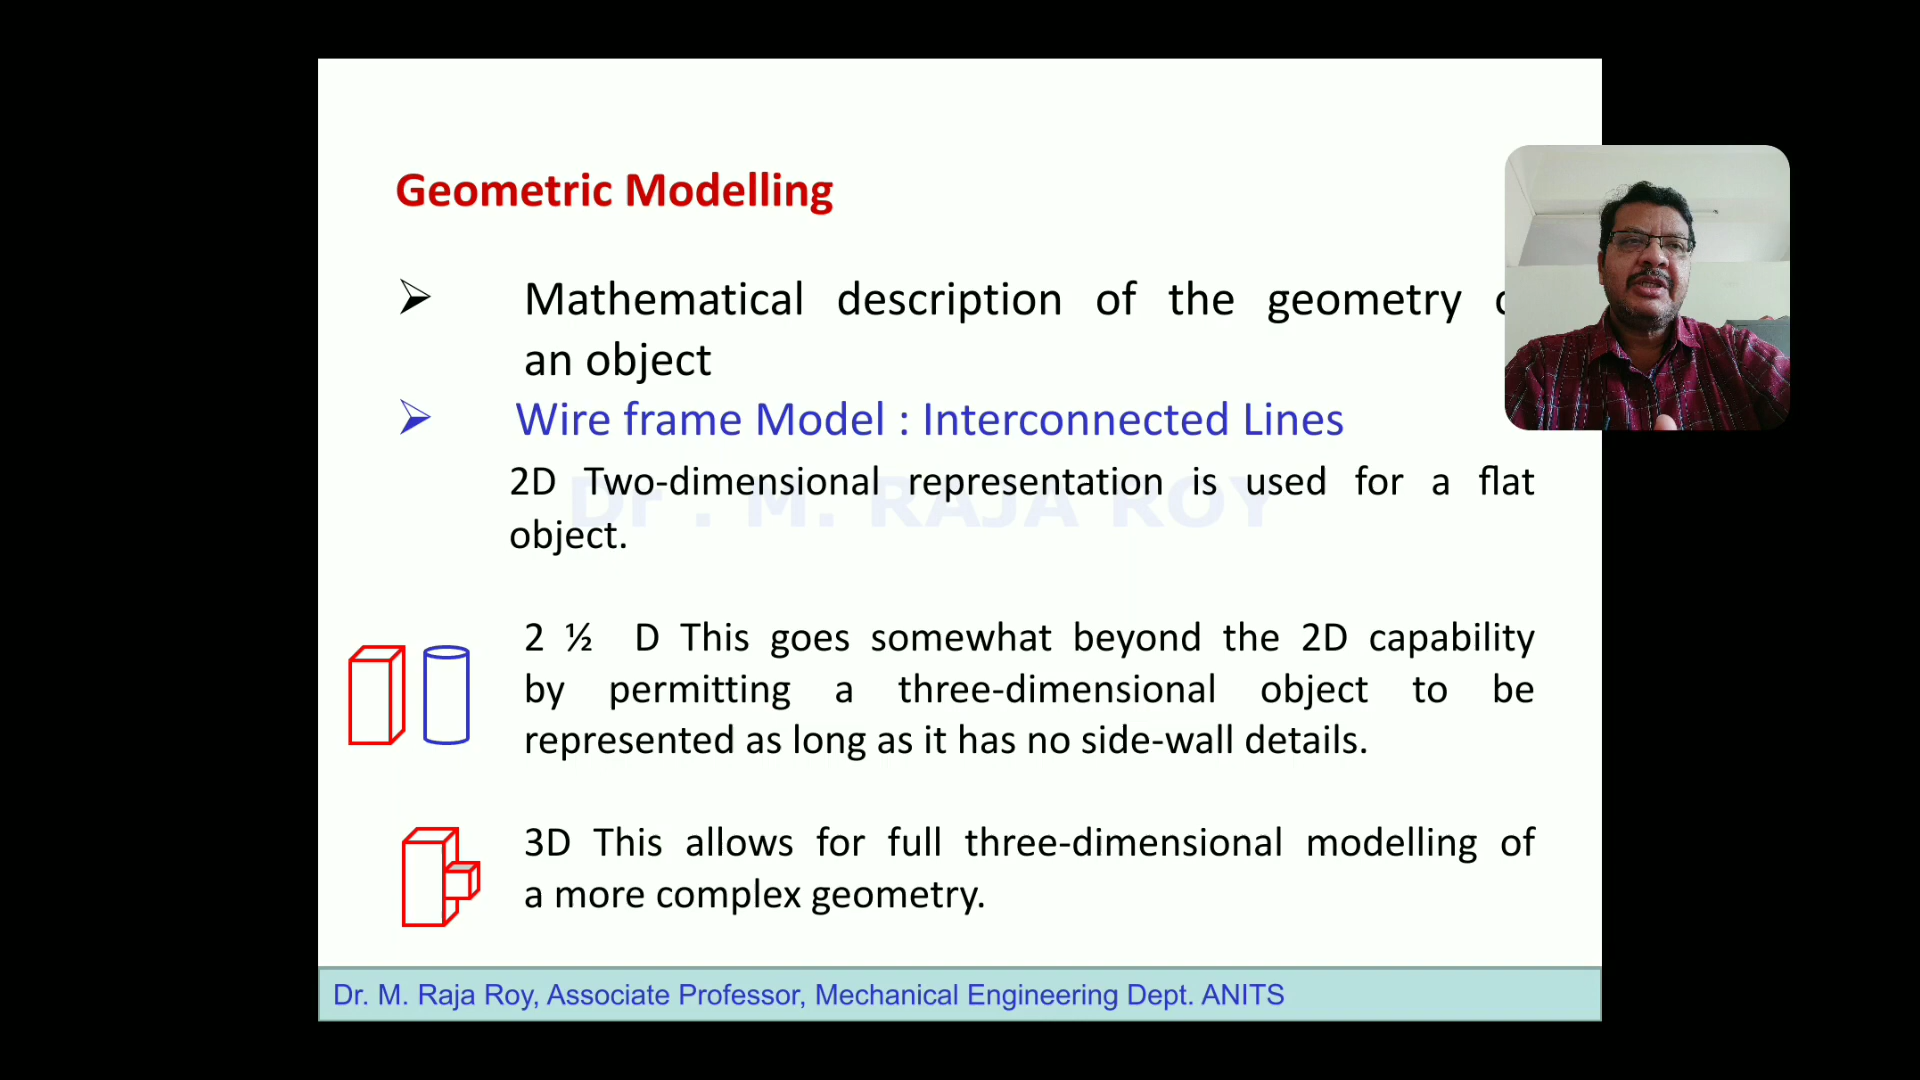 Geometric Modelling
➢ Mathematical description of the geometry
an object
➢ Wire frame Model : Interconnected Lines
2D Two-dimensional representation is used for a flat
Dr . M. RAJA ROY
object.
2 ½ D This goes somewhat beyond the 2D capability
by permitting a three-dimensional object to be
represented as long as it has no side-wall details.
3D This allows for full three-dimensional modelling of
a more complex geometry.
Dr. M. Raja Roy, Associate Professor, Mechanical Engineering Dept. ANITS